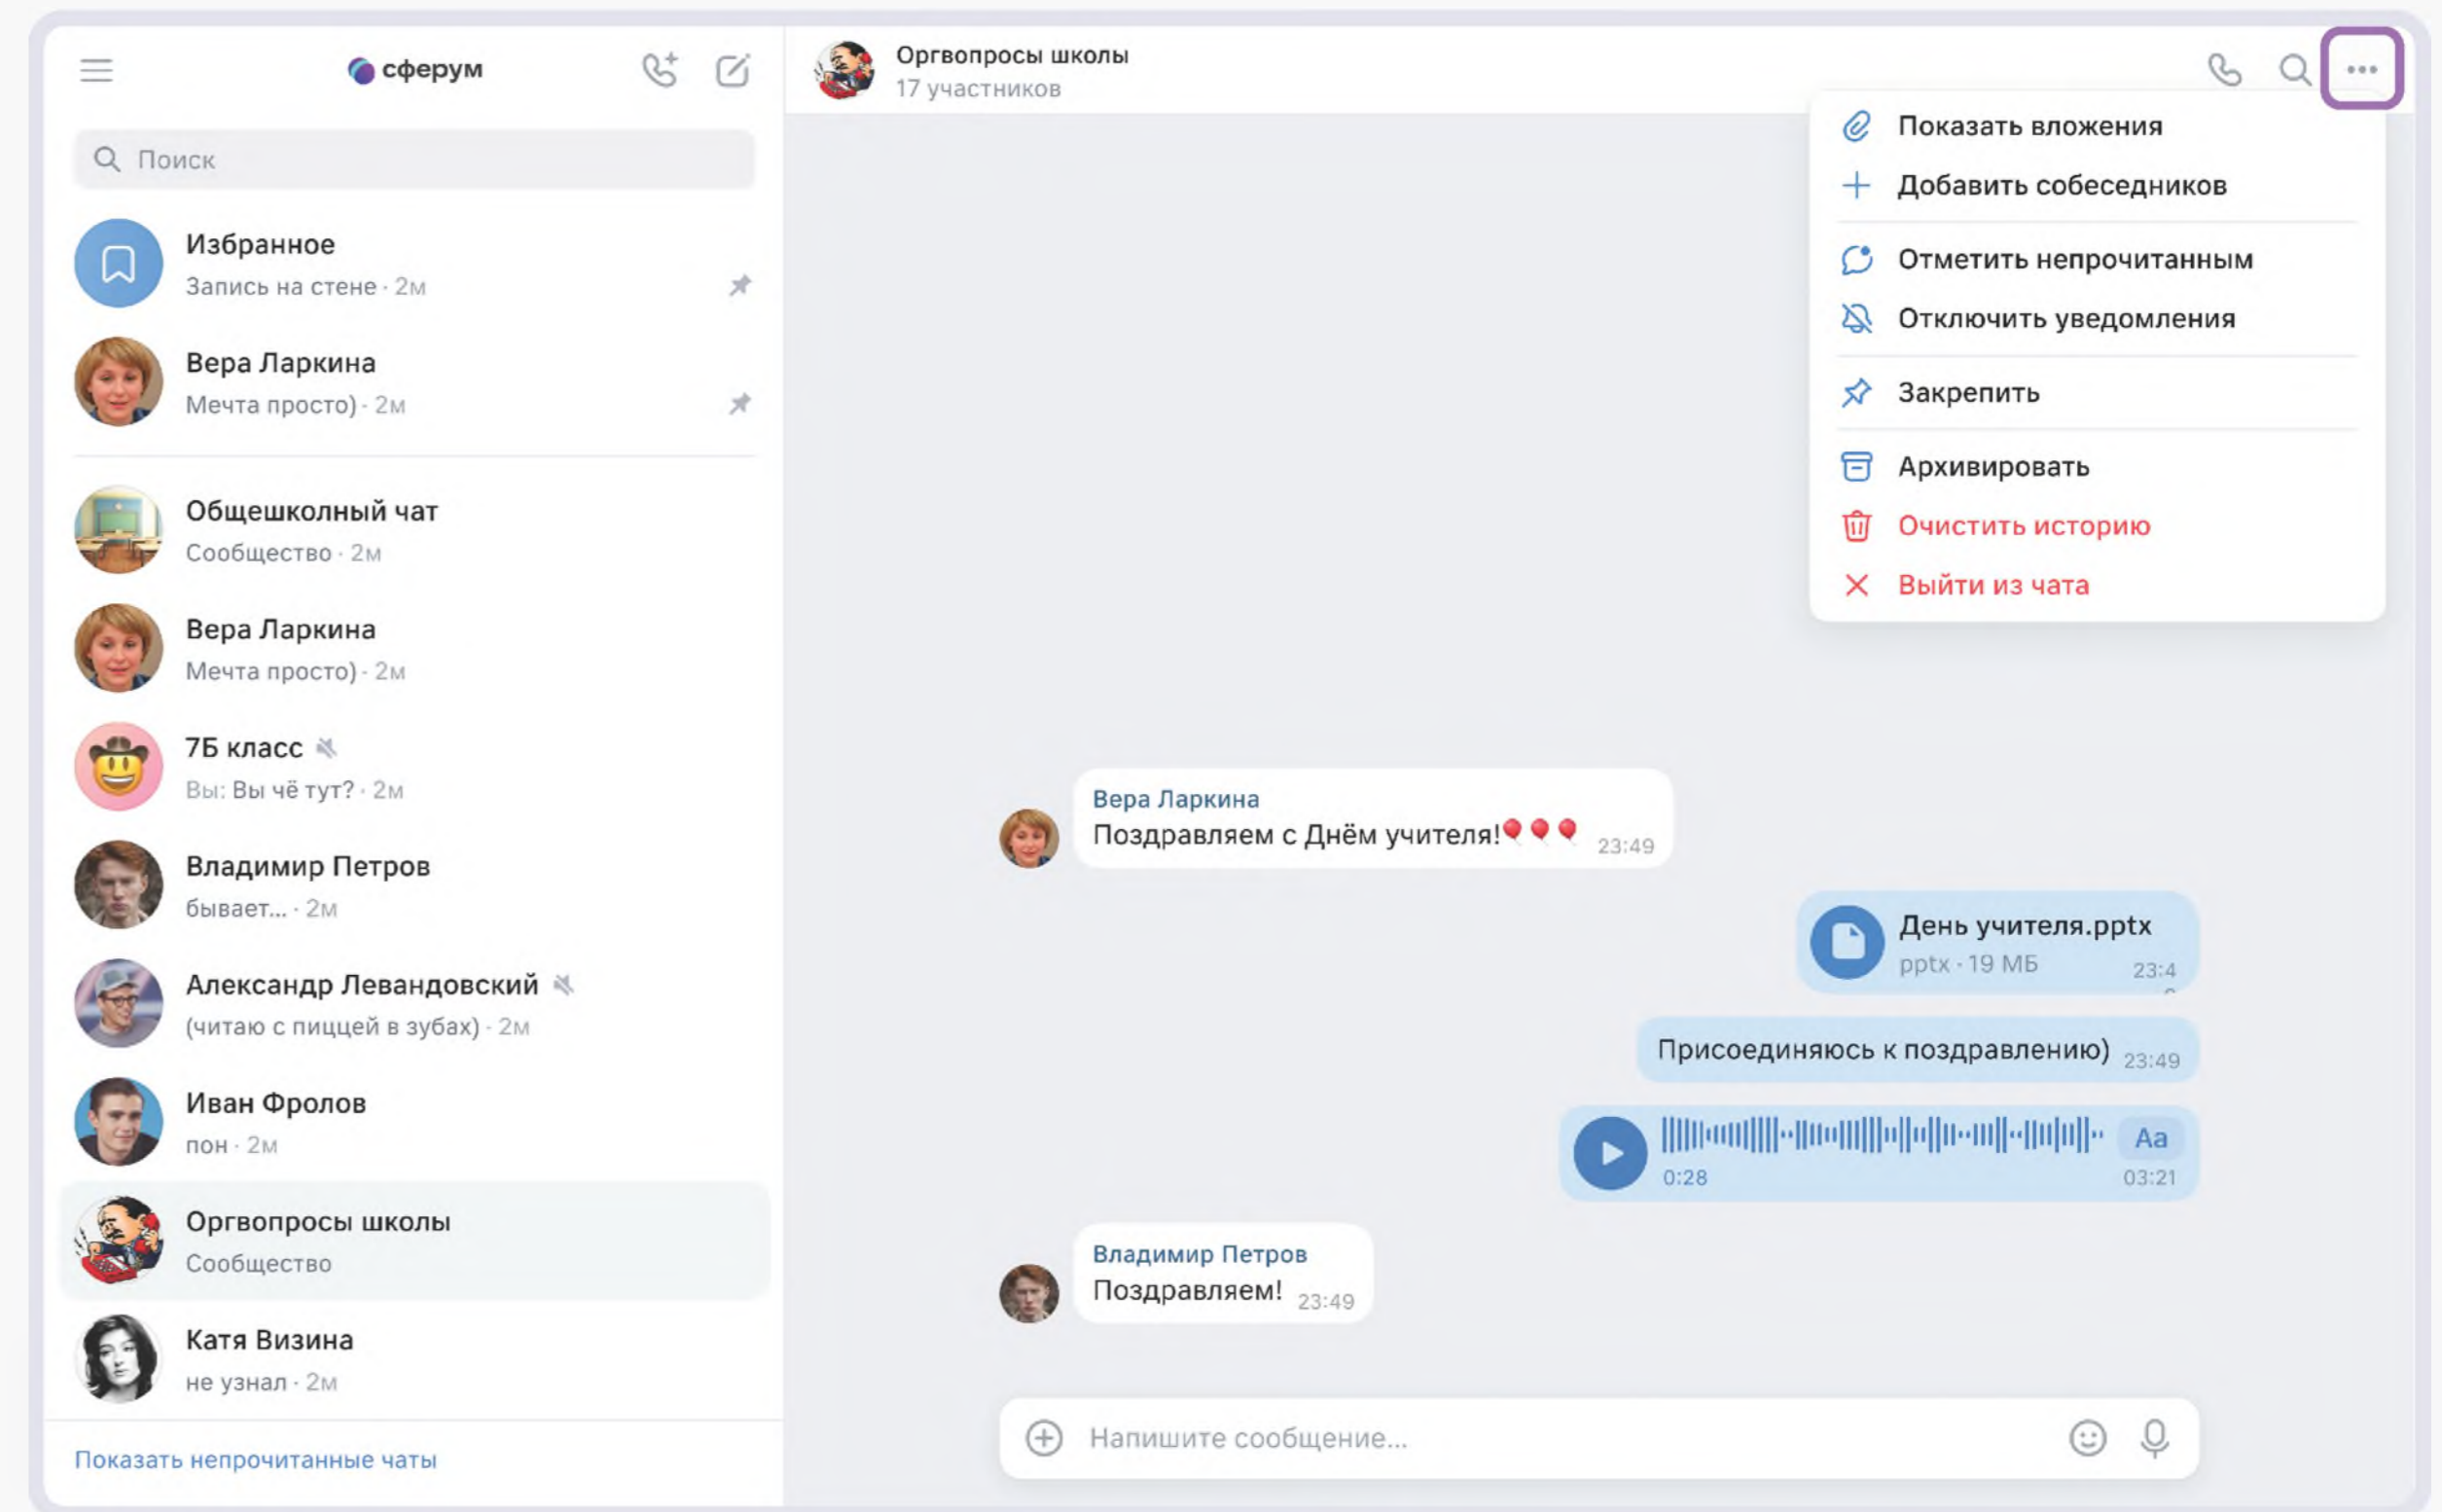 сферум
Поиск
Избранное
Запись на стене · 2м
Вера Ларкина
Мечта просто) · 2м
Общешколный чат
Сообщество · 2м
Вера Ларкина
Мечта просто) · 2м
7Б класс
Вы: Вы чё тут? · 2м
Владимир Петров
бывает... · 2м
Александр Левандовский
(читаю с пиццей в зубах) · 2м
Иван Фролов
пон · 2м
Оргвопросы школы
Сообщество
Катя Визина
не узнал · 2м
Показать непрочитанные чаты
Оргвопросы школы
17 участников
Показать вложения
Добавить собеседников
Отметить непрочитанным
Отключить уведомления
Закрепить
Архивировать
Очистить историю
Выйти из чата
Вера Ларкина
Поздравляем с Днём учителя!🎈🎈🎈 23:49
День учителя.pptx
pptx · 19 МБ 23:4
Присоединяюсь к поздравлению) 23:49
Aa
0:28 03:21
Владимир Петров
Поздравляем! 23:49
Напишите сообщение...